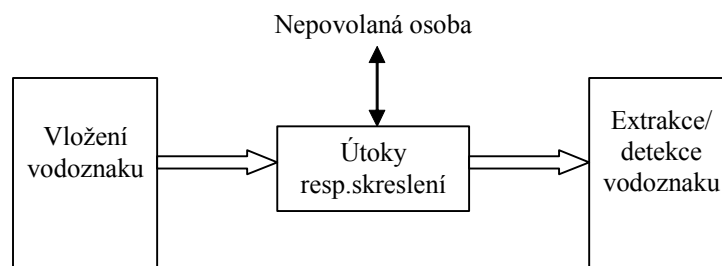 Nepovolaná osoba
Vložení
vodoznaku
Útoky
resp.skreslení
Extrakce/
detekce
vodoznaku